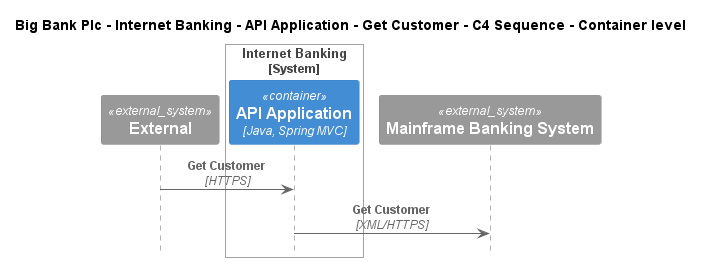 Big Bank Plc - Internet Banking - API Application - Get Customer - C4 Sequence - Container level
Internet Banking
[System]
«external_system»
External
«container»
API Application
[Java, Spring MVC]
«external_system»
Mainframe Banking System
Get Customer
[HTTPS]
Get Customer
[XML/HTTPS]